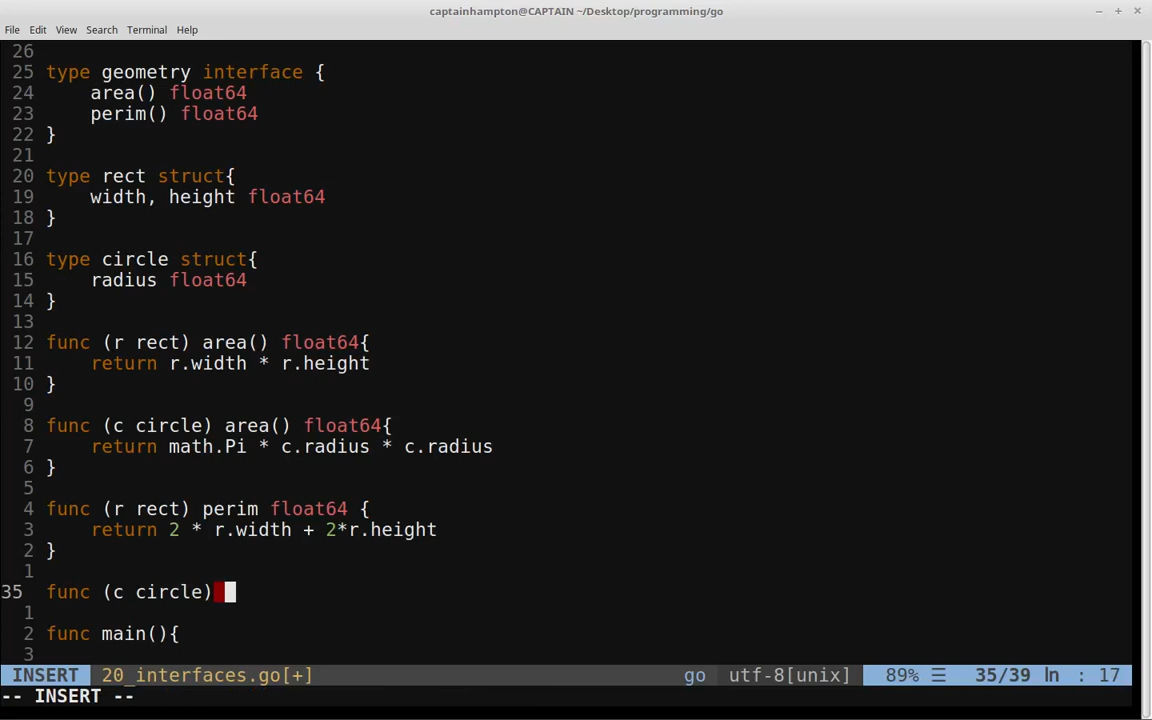 captainhampton@CAPTAIN ~/Desktop/programming/go
File Edit View Search Terminal Help
26
25 type geometry interface {
24     area() float64
23     perim() float64
22 }
21
20 type rect struct{
19     width, height float64
18 }
17
16 type circle struct{
15     radius float64
14 }
13
12 func (r rect) area() float64{
11     return r.width * r.height
10 }
9
8 func (c circle) area() float64{
7     return math.Pi * c.radius * c.radius
6 }
5
4 func (r rect) perim float64 {
3     return 2 * r.width + 2*r.height
2 }
1
35 func (c circle)
1
2 func main(){
3
INSERT 20_interfaces.go[+] go utf-8[unix] 89% ☰ 35/39 ln : 17
-- INSERT --